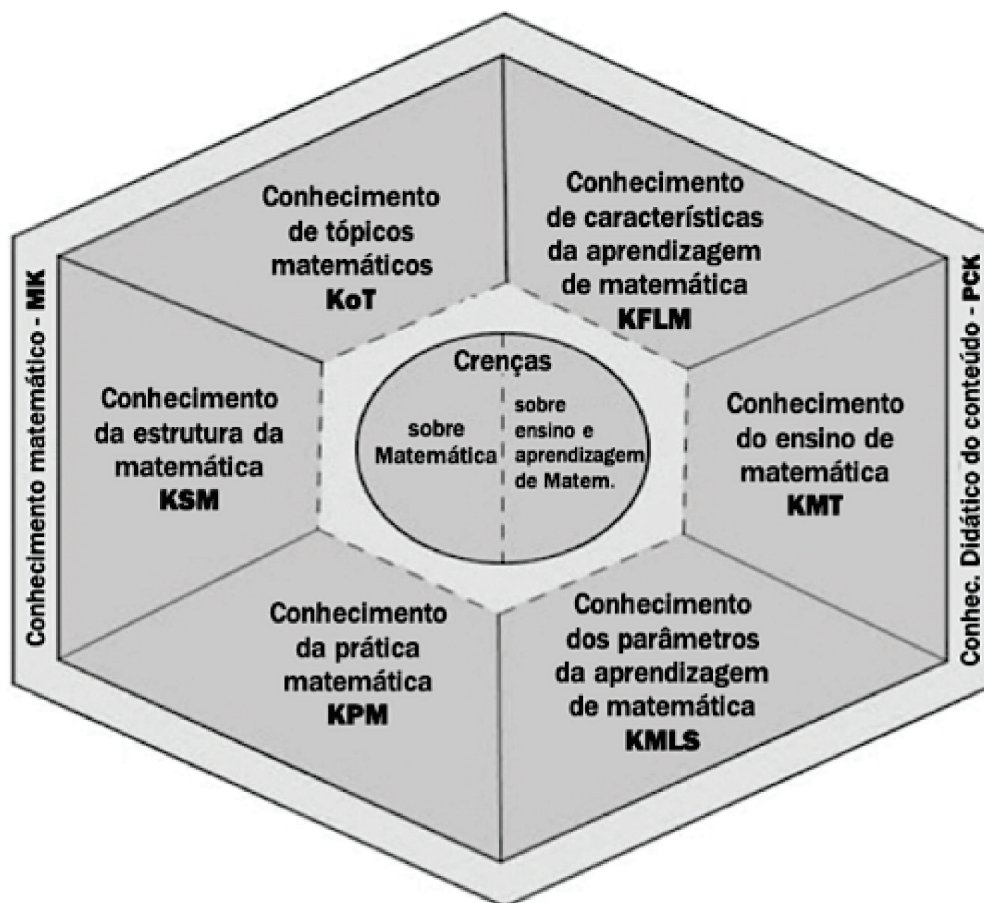 Conhecimento matemático - MK
Conhecimento
de tópicos
matemáticos
KoT
Conhecimento
de características
da aprendizagem
de matemática
KFLM
Conhecimento
da estrutura da
matemática
KSM
Crenças
sobre
Matemática
sobre
ensino e
aprendizagem
de Matem.
Conhecimento
do ensino de
matemática
KMT
Conhecimento
da prática
matemática
KPM
Conhecimento
dos parâmetros
da aprendizagem
de matemática
KMLS
Conhec. Didático do conteúdo - PCK